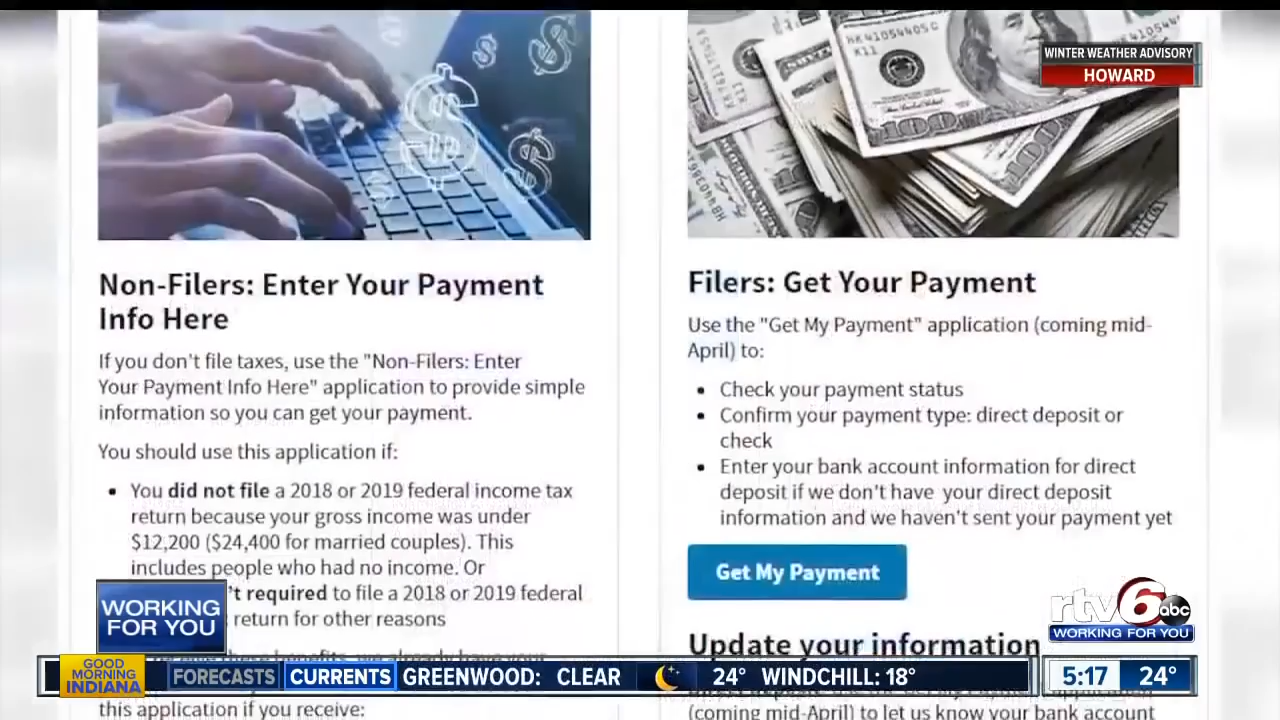 HK41054405C
K11
WINTER WEATHER ADVISORY
HOWARD
Non-Filers: Enter Your Payment
Info Here
If you don't file taxes, use the "Non-Filers: Enter
Your Payment Info Here" application to provide simple
information so you can get your payment.
You should use this application if:
• You did not file a 2018 or 2019 federal income tax
return because your gross income was under
$12,200 ($24,400 for married couples). This
includes people who had no income. Or
't required to file a 2018 or 2019 federal
return for other reasons
this application if you receive:
Filers: Get Your Payment
Use the "Get My Payment" application (coming mid-
April) to:
• Check your payment status
• Confirm your payment type: direct deposit or
check
• Enter your bank account information for direct
deposit if we don't have your direct deposit
information and we haven't sent your payment yet
Get My Payment
Update your information
(coming mid-April) to let us know your bank account
WORKING
FOR YOU
rtv6 abc
WORKING FOR YOU
GOOD
MORNING
INDIANA
FORECASTS CURRENTS GREENWOOD: CLEAR 24° WINDCHILL: 18°
5:17 24°